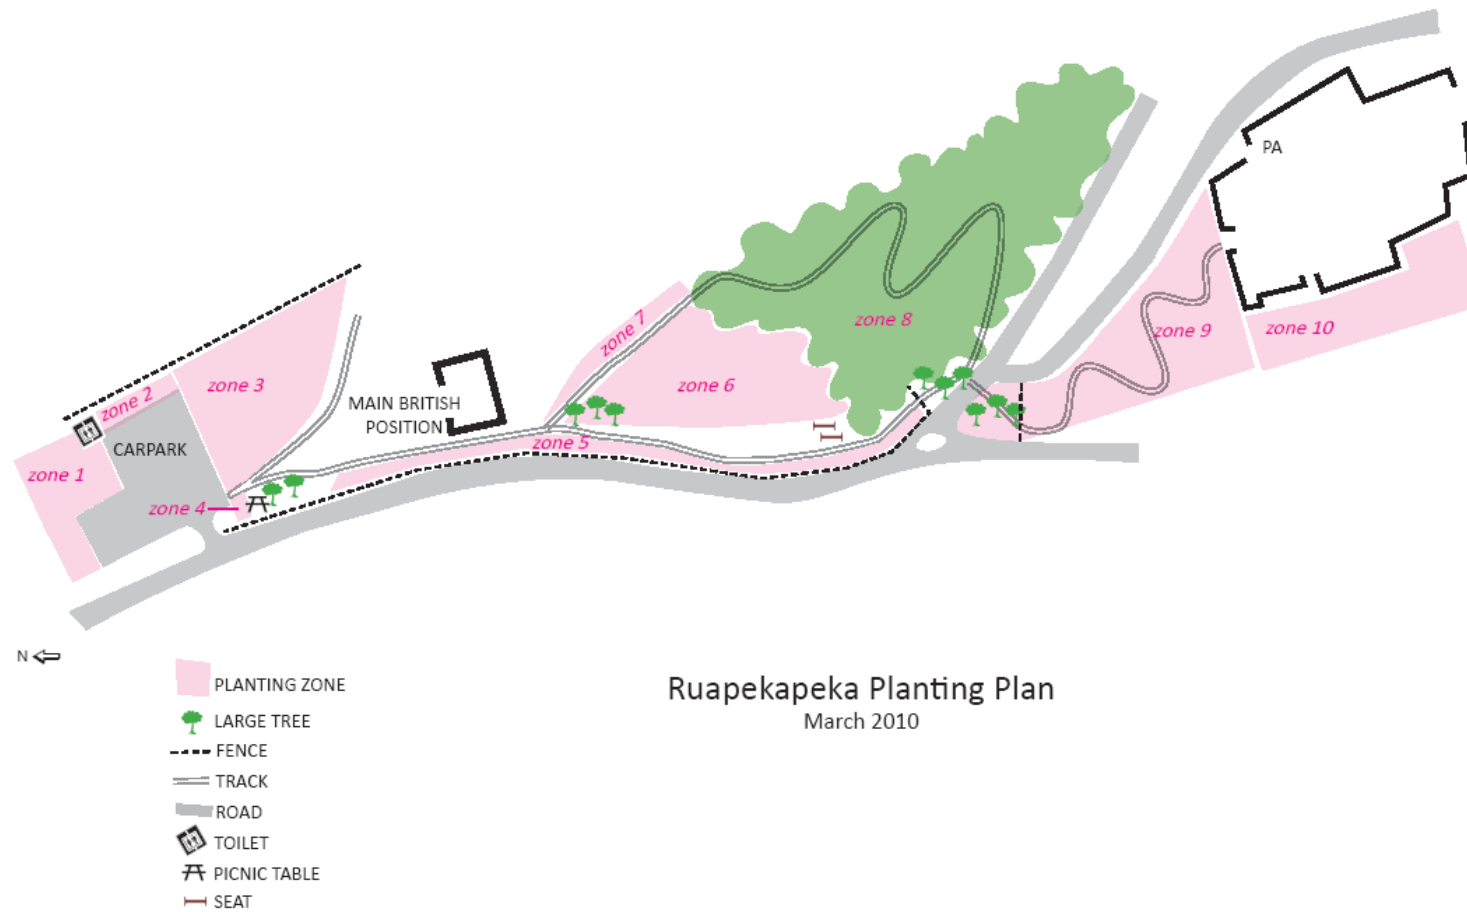 PA
zone 7
zone 8
zone 9
zone 10
zone 2
zone 3
zone 6
MAIN BRITISH
POSITION
CARPARK
zone 5
zone 1
zone 4
N
PLANTING ZONE
LARGE TREE
FENCE
TRACK
ROAD
TOILET
PICNIC TABLE
SEAT
Ruapekapeka Planting Plan
March 2010